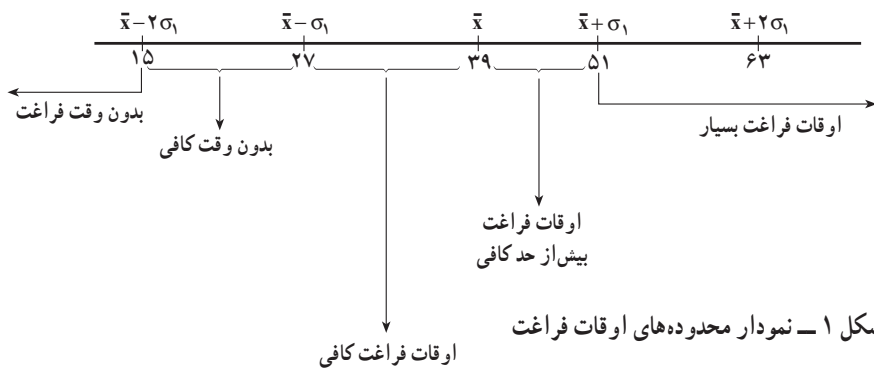 x̄−۲σ₁ x̄−σ₁ x̄ x̄+σ₁ x̄+۲σ₁
۱۵ ۲۷ ۳۹ ۵۱ ۶۳
بدون وقت فراغت
بدون وقت کافی
اوقات فراغت بسیار
اوقات فراغت
بیش‌از حد کافی
شکل ۱ ــ نمودار محدوده‌های اوقات فراغت
اوقات فراغت کافی